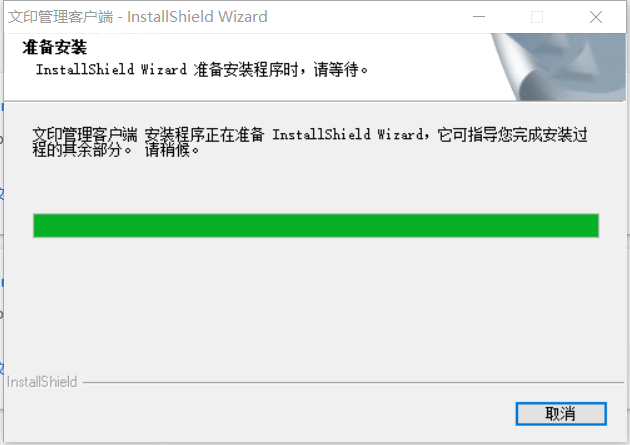 文印管理客户端 - InstallShield Wizard
准备安装
InstallShield Wizard 准备安装程序时，请等待。
文印管理客户端 安装程序正在准备 InstallShield Wizard，它可指导您完成安装过
程的其余部分。 请稍候。
InstallShield
取消